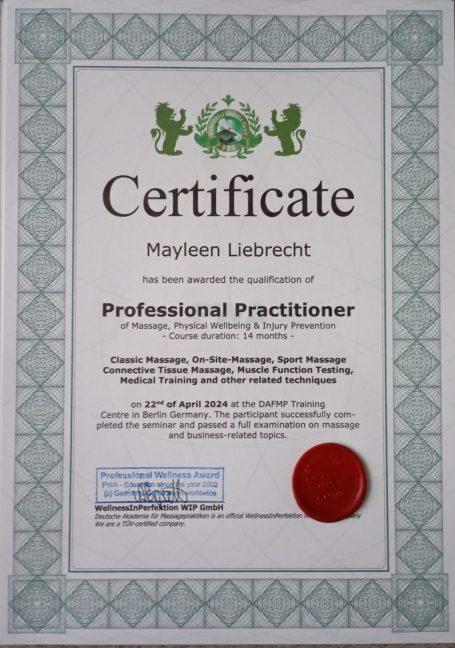 Certificate
Mayleen Liebrecht
has been awarded the qualification of
Professional Practitioner
of Massage, Physical Wellbeing & Injury Prevention
- Course duration: 14 months -
Classic Massage, On-Site-Massage, Sport Massage
Connective Tissue Massage, Muscle Function Testing,
Medical Training and other related techniques
on 22nd of April 2024 at the DAFMP Training
Centre in Berlin Germany. The participant successfully com-
pleted the seminar and passed a full examination on massage
and business-related topics.
Professional Wellness Award
PWA - Education since the year 2002
(c) Germany worldwide
WellnessInPerfektion WIP GmbH
Deutsche Akademie für Massagepraktiken is an official WellnessInPerfektion
We are a TÜV-certified company.